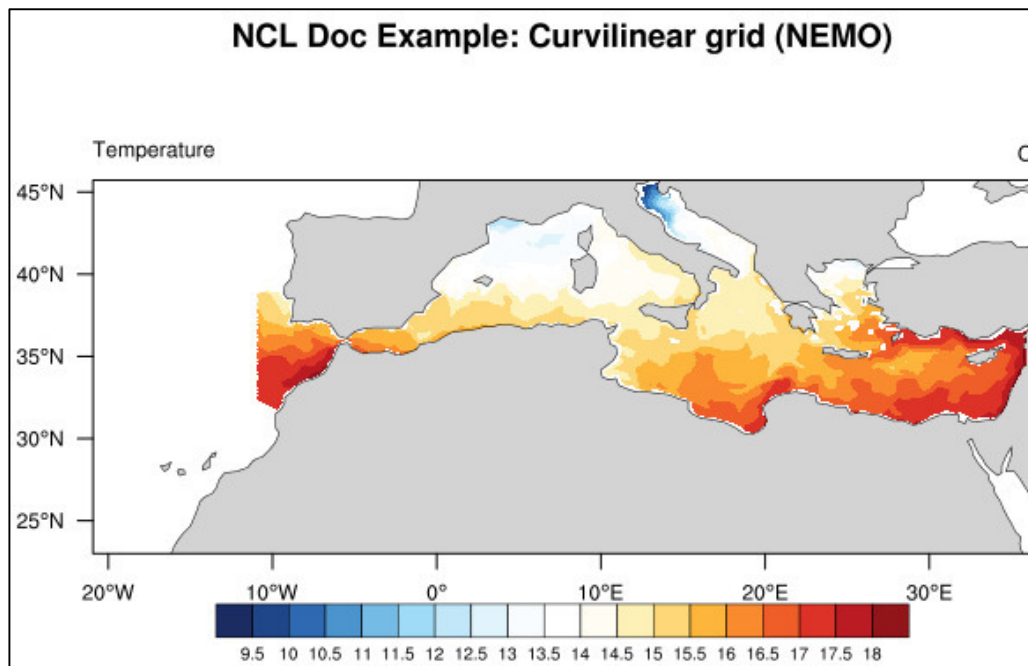 NCL Doc Example: Curvilinear grid (NEMO)
Temperature C
45°N
40°N
35°N
30°N
25°N
20°W 10°W 0° 10°E 20°E 30°E
9.5 10 10.5 11 11.5 12 12.5 13 13.5 14 14.5 15 15.5 16 16.5 17 17.5 18